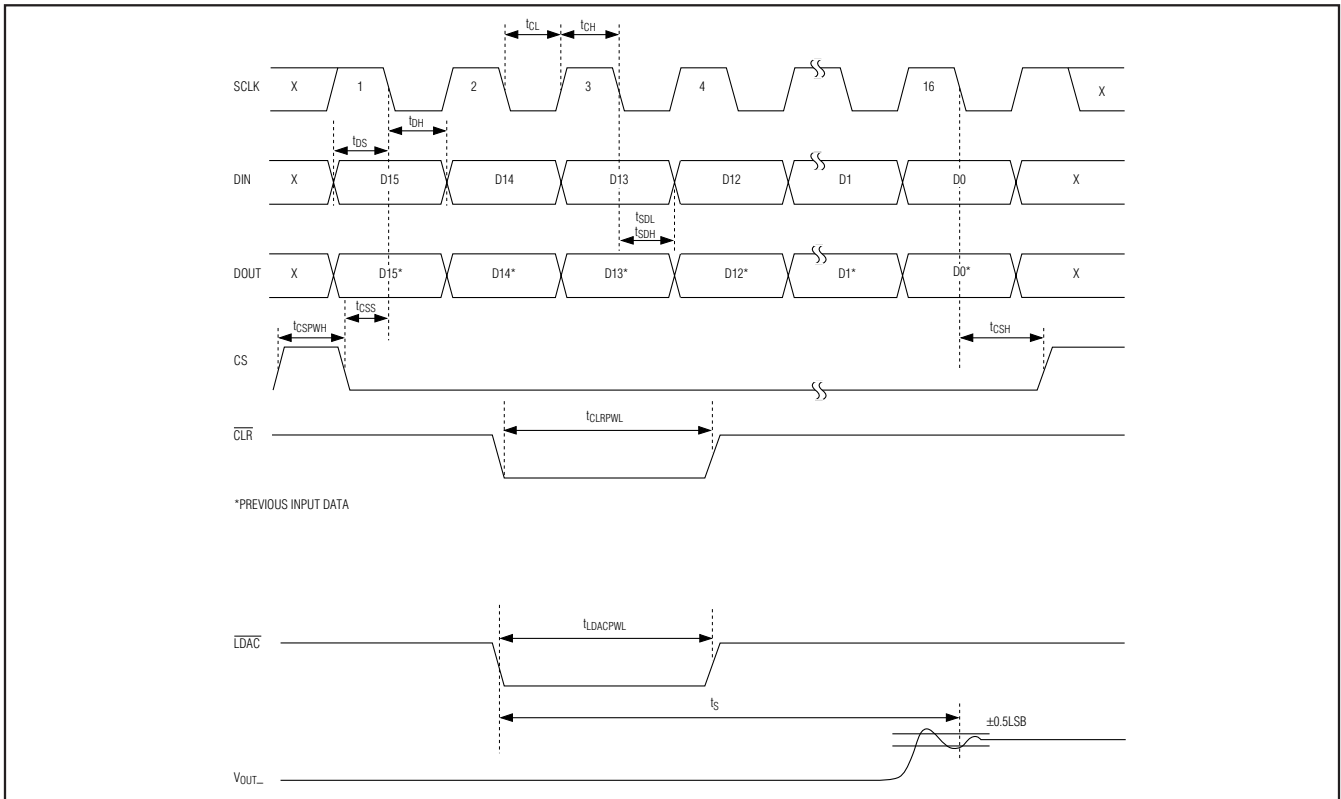 tCL tCH
SCLK X 1 2 3 4 16 X
tDH
tDS
DIN X D15 D14 D13 D12 D1 D0 X
tSDL
tSDH
DOUT X D15* D14* D13* D12* D1* D0* X
tCSS
tCSPWH tCSH
CS
tCLRPWL
CLR
*PREVIOUS INPUT DATA
tLDACPWL
LDAC
tS
±0.5LSB
VOUT_